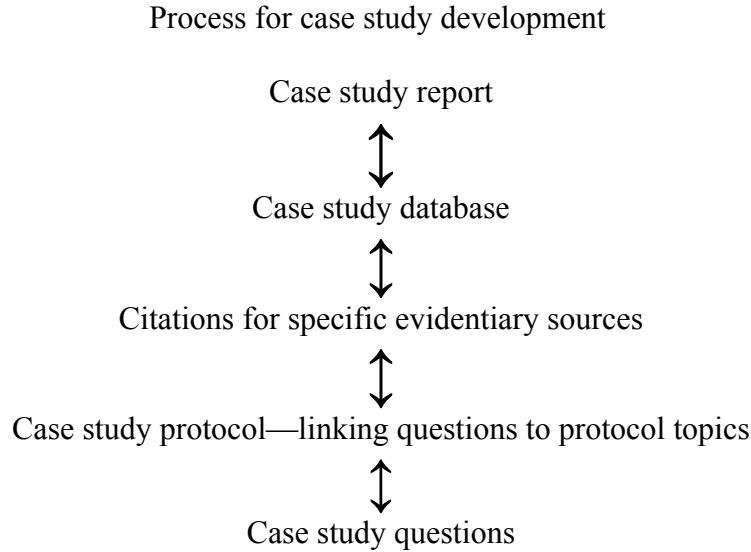 Process for case study development
Case study report
Case study database
Citations for specific evidentiary sources
Case study protocol—linking questions to protocol topics
Case study questions